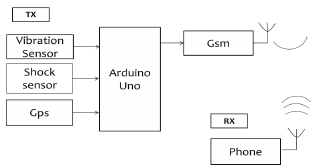 TX
Vibration
Sensor
Shock
sensor
Gps
Arduino
Uno
Gsm
RX
Phone